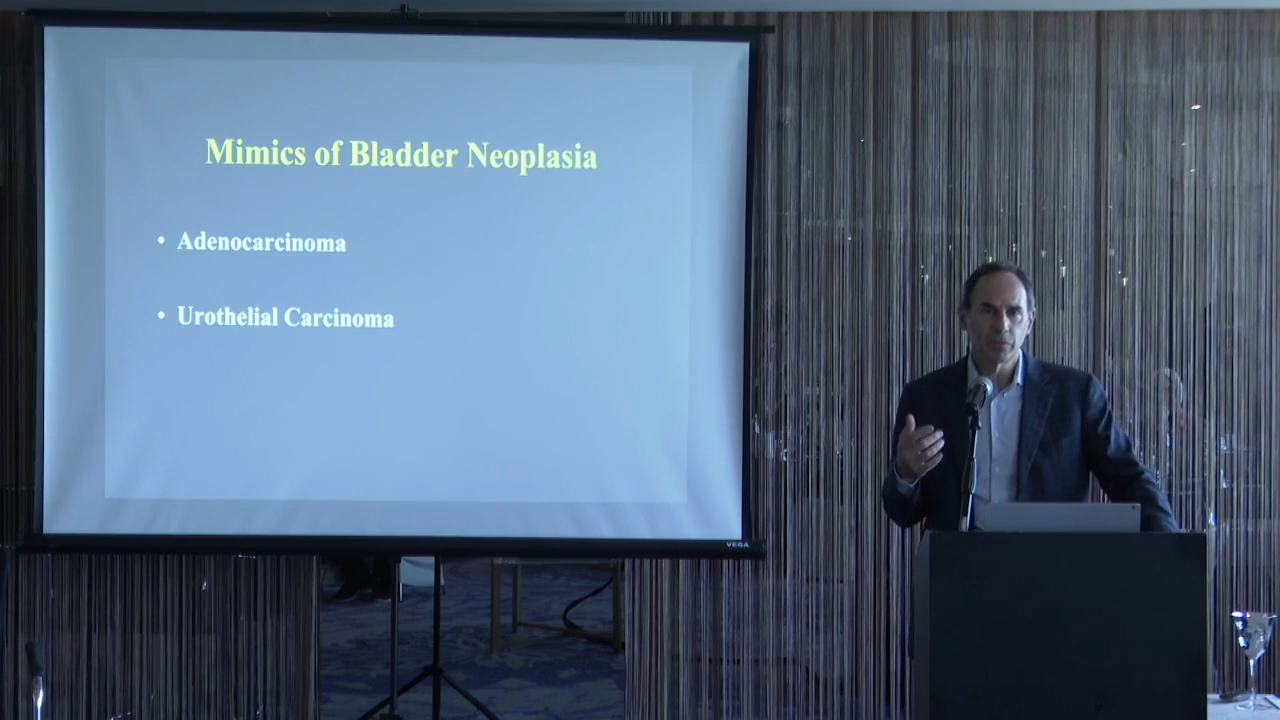 Mimics of Bladder Neoplasia
• Adenocarcinoma
• Urothelial Carcinoma
VEGA